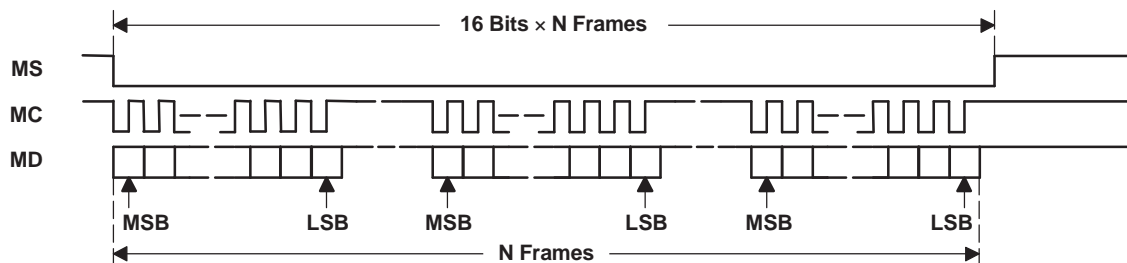 16 Bits × N Frames
MS
MC
MD
MSB LSB MSB LSB MSB LSB
N Frames